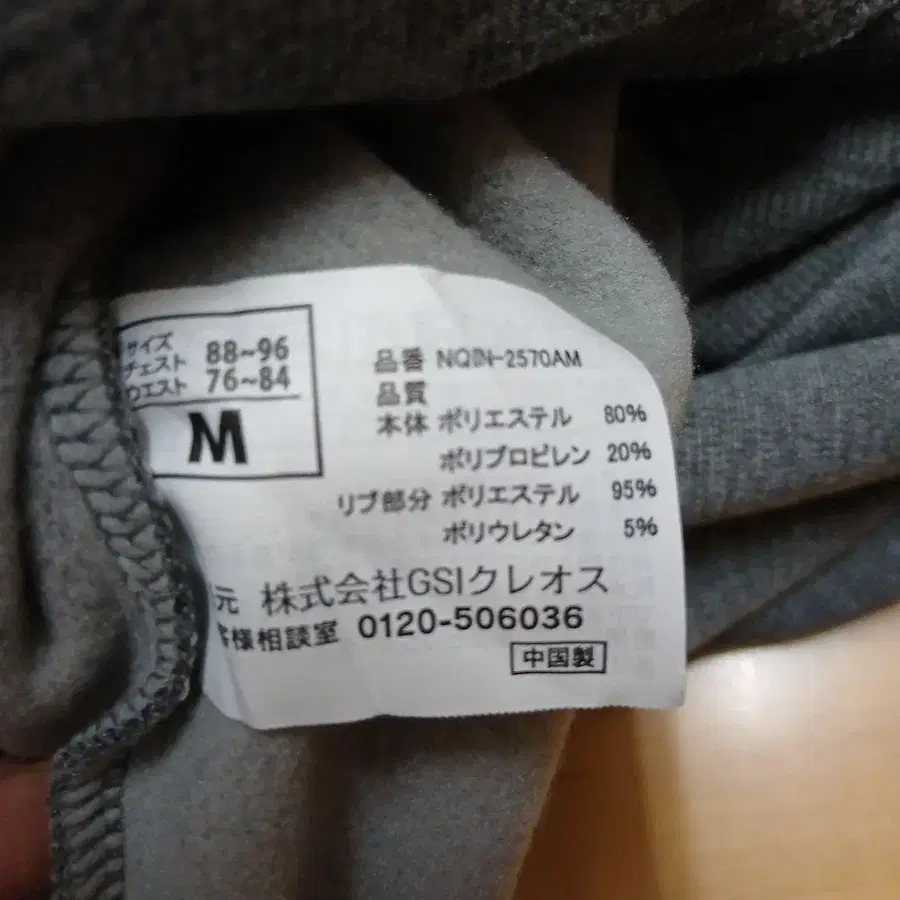 サイズ
チェスト 88~96
ウエスト 76~84
M
品番 NQIN-2570AM
品質
本体 ポリエステル 80%
ポリプロピレン 20%
リブ部分 ポリエステル 95%
ポリウレタン 5%
元 株式会社GSIクレオス
客様相談室 0120-506036
中国製